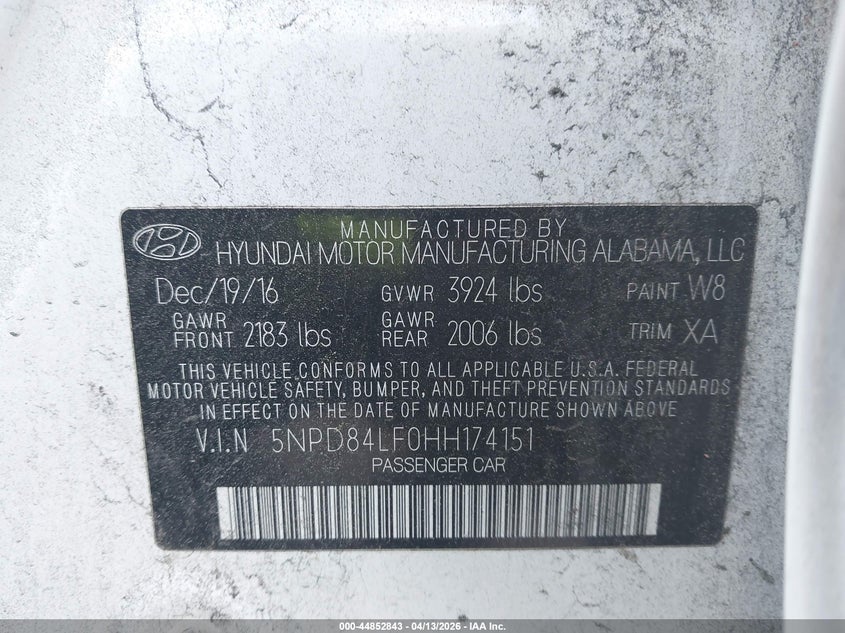 MANUFACTURED BY
HYUNDAI MOTOR MANUFACTURING ALABAMA, LLC
Dec/19/16 GVWR 3924 lbs PAINT W8
GAWR FRONT 2183 lbs GAWR REAR 2006 lbs TRIM XA
THIS VEHICLE CONFORMS TO ALL APPLICABLE U.S.A. FEDERAL
MOTOR VEHICLE SAFETY, BUMPER, AND THEFT PREVENTION STANDARDS
IN EFFECT ON THE DATE OF MANUFACTURE SHOWN ABOVE.
V.I.N 5NPD84LF0HH174151
PASSENGER CAR
000-44852843 - 04/13/2026 - IAA Inc.